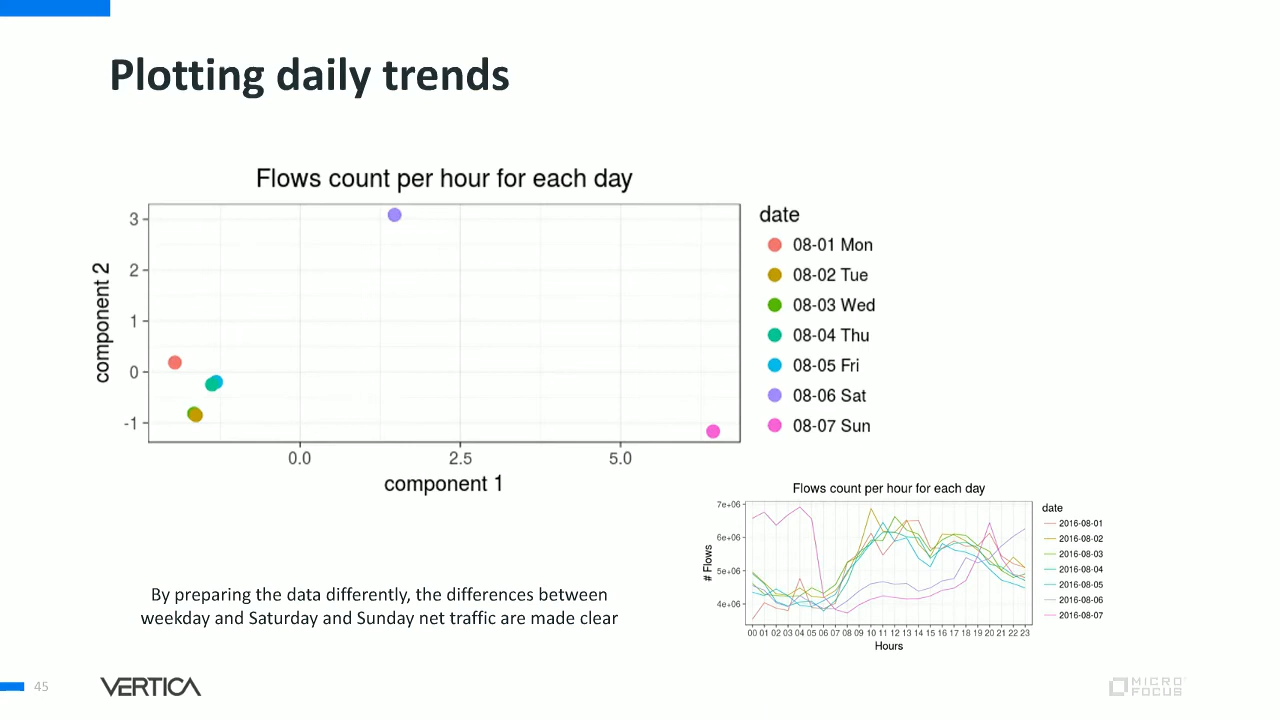 Plotting daily trends
Flows count per hour for each day
component 2
3
2
1
0
-1
0.0 2.5 5.0
component 1
date
08-01 Mon
08-02 Tue
08-03 Wed
08-04 Thu
08-05 Fri
08-06 Sat
08-07 Sun
Flows count per hour for each day
# Flows
7e+06
6e+06
5e+06
4e+06
00 01 02 03 04 05 06 07 08 09 10 11 12 13 14 15 16 17 18 19 20 21 22 23
Hours
date
2016-08-01
2016-08-02
2016-08-03
2016-08-04
2016-08-05
2016-08-06
2016-08-07
By preparing the data differently, the differences between
weekday and Saturday and Sunday net traffic are made clear
45
VERTICA
MICRO
FOCUS